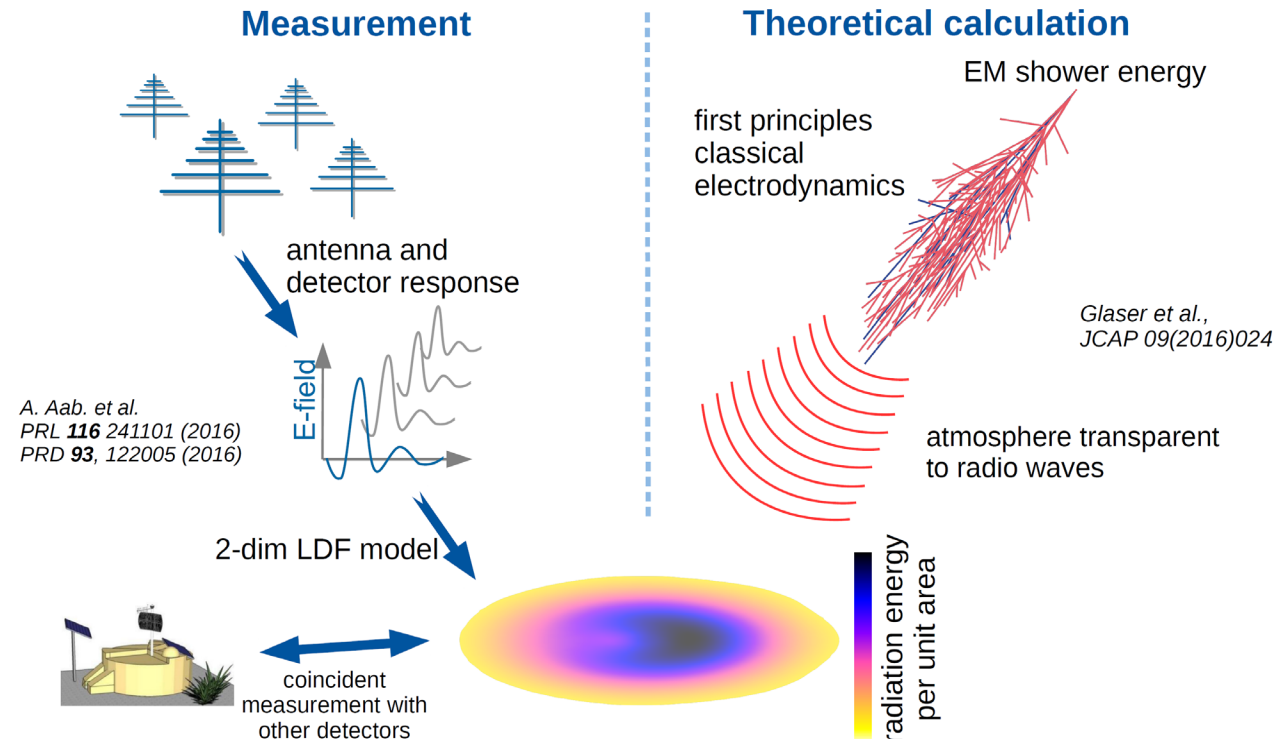 Measurement
Theoretical calculation
EM shower energy
first principles
classical
electrodynamics
antenna and
detector response
E-field
Glaser et al.,
JCAP 09(2016)024
A. Aab. et al.
PRL 116 241101 (2016)
PRD 93, 122005 (2016)
atmosphere transparent
to radio waves
2-dim LDF model
radiation energy
per unit area
coincident
measurement with
other detectors